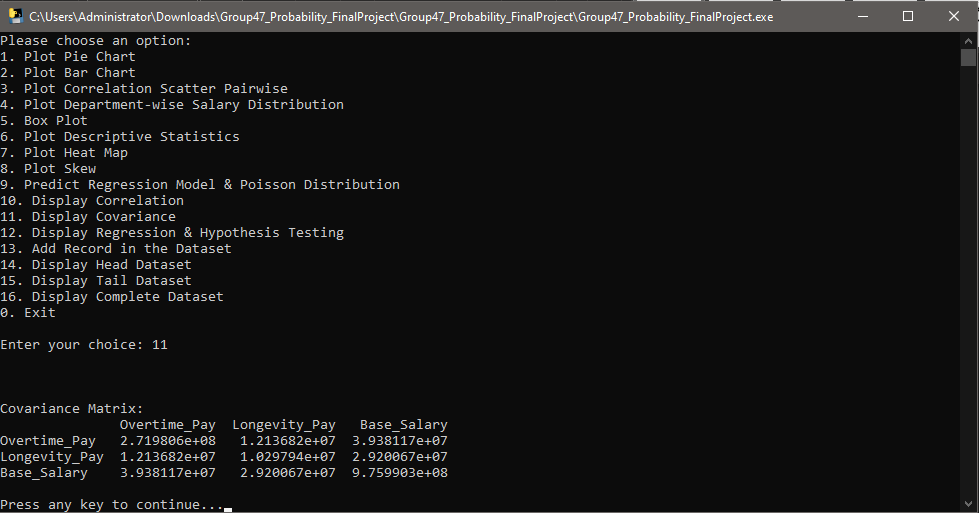 C:\Users\Administrator\Downloads\Group47_Probability_FinalProject\Group47_Probability_FinalProject\Group47_Probability_FinalProject.exe
Please choose an option:
1. Plot Pie Chart
2. Plot Bar Chart
3. Plot Correlation Scatter Pairwise
4. Plot Department-wise Salary Distribution
5. Box Plot
6. Plot Descriptive Statistics
7. Plot Heat Map
8. Plot Skew
9. Predict Regression Model & Poisson Distribution
10. Display Correlation
11. Display Covariance
12. Display Regression & Hypothesis Testing
13. Add Record in the Dataset
14. Display Head Dataset
15. Display Tail Dataset
16. Display Complete Dataset
0. Exit
Enter your choice: 11
Covariance Matrix:
Overtime_Pay Longevity_Pay Base_Salary
Overtime_Pay 2.719806e+08 1.213682e+07 3.938117e+07
Longevity_Pay 1.213682e+07 1.029794e+07 2.920067e+07
Base_Salary 3.938117e+07 2.920067e+07 9.759903e+08
Press any key to continue...